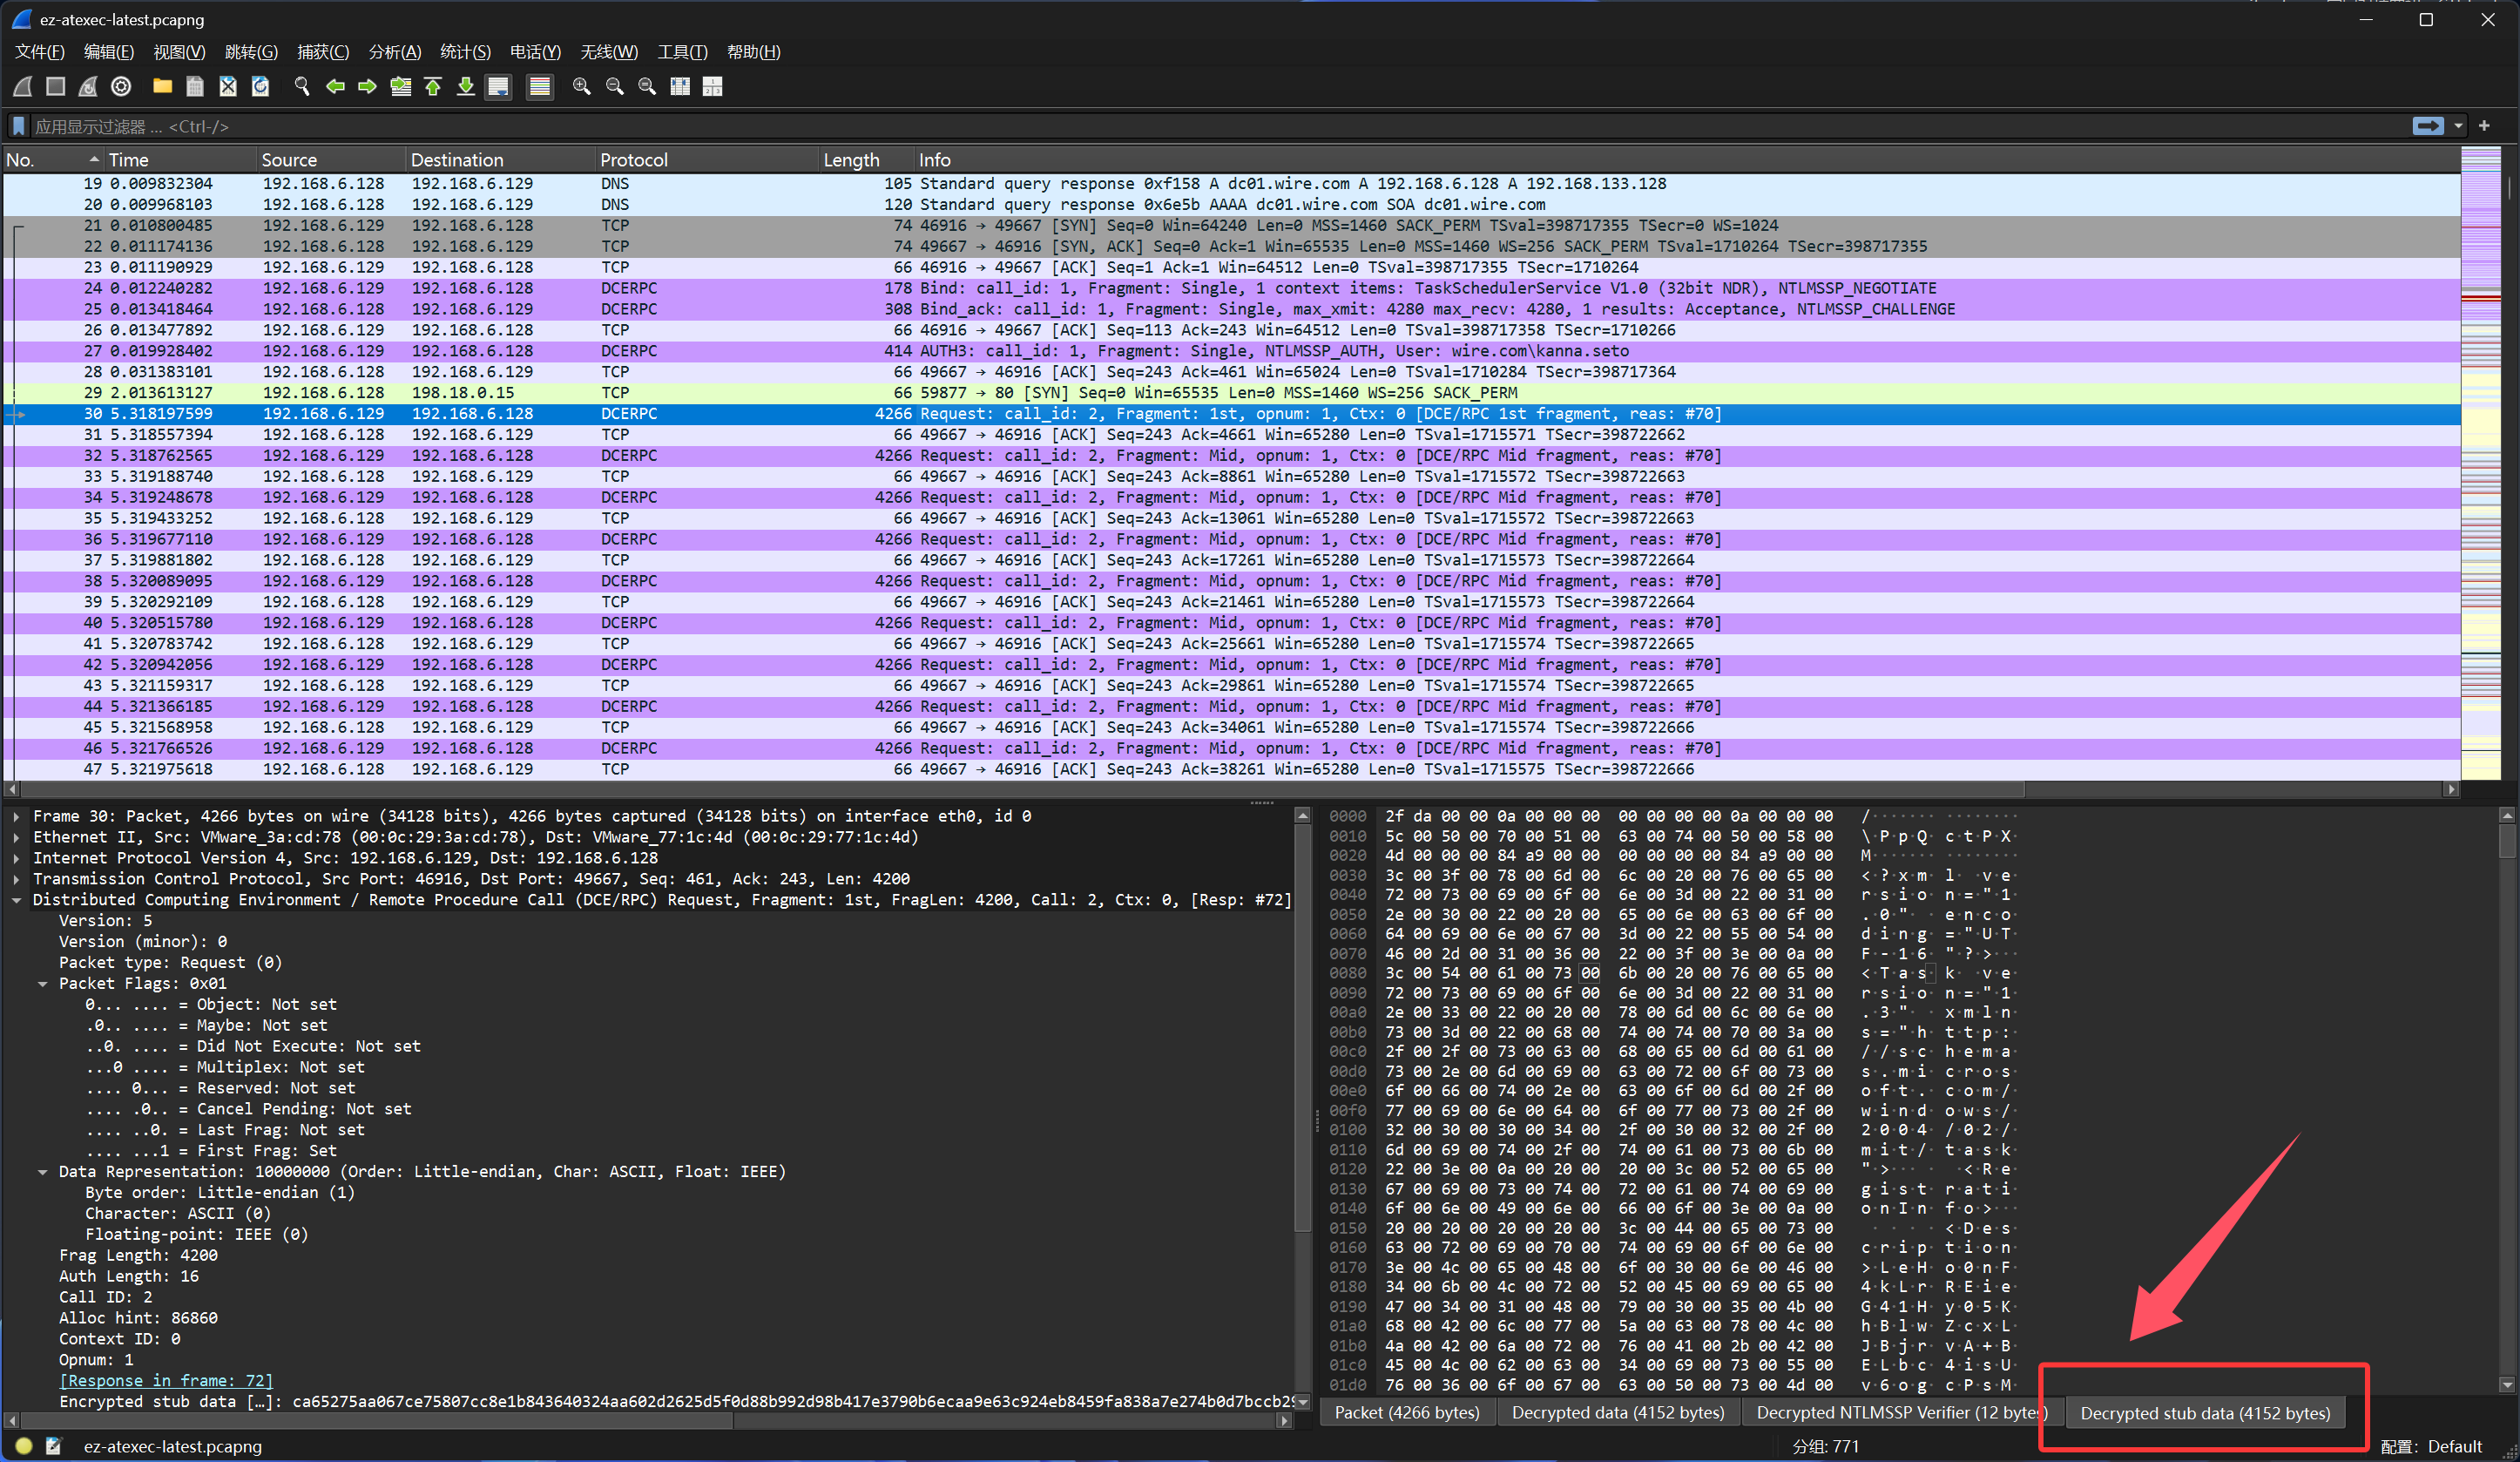 ez-atexec-latest.pcapng
文件(F) 编辑(E) 视图(V) 跳转(G) 捕获(C) 分析(A) 统计(S) 电话(Y) 无线(W) 工具(T) 帮助(H)
应用显示过滤器 … <Ctrl-/>
No. Time Source Destination Protocol Length Info
19 0.009832304 192.168.6.128 192.168.6.129 DNS 105 Standard query response 0xf158 A dc01.wire.com A 192.168.6.128 A 192.168.133.128
20 0.009968103 192.168.6.128 192.168.6.129 DNS 120 Standard query response 0x6e5b AAAA dc01.wire.com SOA dc01.wire.com
21 0.010800485 192.168.6.129 192.168.6.128 TCP 74 46916 → 49667 [SYN] Seq=0 Win=64240 Len=0 MSS=1460 SACK_PERM TSval=398717355 TSecr=0 WS=1024
22 0.011174136 192.168.6.128 192.168.6.129 TCP 74 49667 → 46916 [SYN, ACK] Seq=0 Ack=1 Win=65535 Len=0 MSS=1460 WS=256 SACK_PERM TSval=1710264 TSecr=398717355
23 0.011190929 192.168.6.129 192.168.6.128 TCP 66 46916 → 49667 [ACK] Seq=1 Ack=1 Win=64512 Len=0 TSval=398717355 TSecr=1710264
24 0.012240282 192.168.6.129 192.168.6.128 DCERPC 178 Bind: call_id: 1, Fragment: Single, 1 context items: TaskSchedulerService V1.0 (32bit NDR), NTLMSSP_NEGOTIATE
25 0.013418464 192.168.6.128 192.168.6.129 DCERPC 308 Bind_ack: call_id: 1, Fragment: Single, max_xmit: 4280 max_recv: 4280, 1 results: Acceptance, NTLMSSP_CHALLENGE
26 0.013477892 192.168.6.129 192.168.6.128 TCP 66 46916 → 49667 [ACK] Seq=113 Ack=243 Win=64512 Len=0 TSval=398717358 TSecr=1710266
27 0.019928402 192.168.6.129 192.168.6.128 DCERPC 414 AUTH3: call_id: 1, Fragment: Single, NTLMSSP_AUTH, User: wire.com\kanna.seto
28 0.031383101 192.168.6.128 192.168.6.129 TCP 66 49667 → 46916 [ACK] Seq=243 Ack=461 Win=65024 Len=0 TSval=1710284 TSecr=398717364
29 2.013613127 192.168.6.128 198.18.0.15 TCP 66 59877 → 80 [SYN] Seq=0 Win=65535 Len=0 MSS=1460 WS=256 SACK_PERM
30 5.318197599 192.168.6.129 192.168.6.128 DCERPC 4266 Request: call_id: 2, Fragment: 1st, opnum: 1, Ctx: 0 [DCE/RPC 1st fragment, reas: #70]
31 5.318557394 192.168.6.128 192.168.6.129 TCP 66 49667 → 46916 [ACK] Seq=243 Ack=4661 Win=65280 Len=0 TSval=1715571 TSecr=398722662
32 5.318762565 192.168.6.129 192.168.6.128 DCERPC 4266 Request: call_id: 2, Fragment: Mid, opnum: 1, Ctx: 0 [DCE/RPC Mid fragment, reas: #70]
33 5.319188740 192.168.6.128 192.168.6.129 TCP 66 49667 → 46916 [ACK] Seq=243 Ack=8861 Win=65280 Len=0 TSval=1715572 TSecr=398722663
34 5.319248678 192.168.6.129 192.168.6.128 DCERPC 4266 Request: call_id: 2, Fragment: Mid, opnum: 1, Ctx: 0 [DCE/RPC Mid fragment, reas: #70]
35 5.319433252 192.168.6.128 192.168.6.129 TCP 66 49667 → 46916 [ACK] Seq=243 Ack=13061 Win=65280 Len=0 TSval=1715572 TSecr=398722663
36 5.319677110 192.168.6.129 192.168.6.128 DCERPC 4266 Request: call_id: 2, Fragment: Mid, opnum: 1, Ctx: 0 [DCE/RPC Mid fragment, reas: #70]
37 5.319881802 192.168.6.128 192.168.6.129 TCP 66 49667 → 46916 [ACK] Seq=243 Ack=17261 Win=65280 Len=0 TSval=1715573 TSecr=398722664
38 5.320089095 192.168.6.129 192.168.6.128 DCERPC 4266 Request: call_id: 2, Fragment: Mid, opnum: 1, Ctx: 0 [DCE/RPC Mid fragment, reas: #70]
39 5.320292109 192.168.6.128 192.168.6.129 TCP 66 49667 → 46916 [ACK] Seq=243 Ack=21461 Win=65280 Len=0 TSval=1715573 TSecr=398722664
40 5.320515780 192.168.6.129 192.168.6.128 DCERPC 4266 Request: call_id: 2, Fragment: Mid, opnum: 1, Ctx: 0 [DCE/RPC Mid fragment, reas: #70]
41 5.320783742 192.168.6.128 192.168.6.129 TCP 66 49667 → 46916 [ACK] Seq=243 Ack=25661 Win=65280 Len=0 TSval=1715574 TSecr=398722665
42 5.320942056 192.168.6.129 192.168.6.128 DCERPC 4266 Request: call_id: 2, Fragment: Mid, opnum: 1, Ctx: 0 [DCE/RPC Mid fragment, reas: #70]
43 5.321159317 192.168.6.128 192.168.6.129 TCP 66 49667 → 46916 [ACK] Seq=243 Ack=29861 Win=65280 Len=0 TSval=1715574 TSecr=398722665
44 5.321366185 192.168.6.129 192.168.6.128 DCERPC 4266 Request: call_id: 2, Fragment: Mid, opnum: 1, Ctx: 0 [DCE/RPC Mid fragment, reas: #70]
45 5.321568958 192.168.6.128 192.168.6.129 TCP 66 49667 → 46916 [ACK] Seq=243 Ack=34061 Win=65280 Len=0 TSval=1715574 TSecr=398722666
46 5.321766526 192.168.6.129 192.168.6.128 DCERPC 4266 Request: call_id: 2, Fragment: Mid, opnum: 1, Ctx: 0 [DCE/RPC Mid fragment, reas: #70]
47 5.321975618 192.168.6.128 192.168.6.129 TCP 66 49667 → 46916 [ACK] Seq=243 Ack=38261 Win=65280 Len=0 TSval=1715575 TSecr=398722666
Frame 30: Packet, 4266 bytes on wire (34128 bits), 4266 bytes captured (34128 bits) on interface eth0, id 0
Ethernet II, Src: VMware_3a:cd:78 (00:0c:29:3a:cd:78), Dst: VMware_77:1c:4d (00:0c:29:77:1c:4d)
Internet Protocol Version 4, Src: 192.168.6.129, Dst: 192.168.6.128
Transmission Control Protocol, Src Port: 46916, Dst Port: 49667, Seq: 461, Ack: 243, Len: 4200
Distributed Computing Environment / Remote Procedure Call (DCE/RPC) Request, Fragment: 1st, FragLen: 4200, Call: 2, Ctx: 0, [Resp: #72]
Version: 5
Version (minor): 0
Packet type: Request (0)
Packet Flags: 0x01
0... .... = Object: Not set
.0.. .... = Maybe: Not set
..0. .... = Did Not Execute: Not set
...0 .... = Multiplex: Not set
.... 0... = Reserved: Not set
.... .0.. = Cancel Pending: Not set
.... ..0. = Last Frag: Not set
.... ...1 = First Frag: Set
Data Representation: 10000000 (Order: Little-endian, Char: ASCII, Float: IEEE)
Byte order: Little-endian (1)
Character: ASCII (0)
Floating-point: IEEE (0)
Frag Length: 4200
Auth Length: 16
Call ID: 2
Alloc hint: 86860
Context ID: 0
Opnum: 1
[Response in frame: 72]
Encrypted stub data […]: ca65275aa067ce75807cc8e1b843640324aa602d2625d5f0d88b992d98b417e3790b6ecaa9e63c924eb8459fa838a7e274b0d7bccb29
0000 2f da 00 00 0a 00 00 00 00 00 00 00 0a 00 00 00 /······· ········
0010 5c 00 50 00 70 00 51 00 63 00 74 00 50 00 58 00 \·P·p·Q· c·t·P·X·
0020 4d 00 00 00 84 a9 00 00 00 00 00 00 84 a9 00 00 M······· ········
0030 3c 00 3f 00 78 00 6d 00 6c 00 20 00 76 00 65 00 <·?·x·m· l· ·v·e·
0040 72 00 73 00 69 00 6f 00 6e 00 3d 00 22 00 31 00 r·s·i·o· n·=·"·1·
0050 2e 00 30 00 22 00 20 00 65 00 6e 00 63 00 6f 00 .·0·"· · e·n·c·o·
0060 64 00 69 00 6e 00 67 00 3d 00 22 00 55 00 54 00 d·i·n·g· =·"·U·T·
0070 46 00 2d 00 31 00 36 00 22 00 3f 00 3e 00 0a 00 F·-·1·6· "·?·>···
0080 3c 00 54 00 61 00 73 00 6b 00 20 00 76 00 65 00 <·T·a·s· k· ·v·e·
0090 72 00 73 00 69 00 6f 00 6e 00 3d 00 22 00 31 00 r·s·i·o· n·=·"·1·
00a0 2e 00 33 00 22 00 20 00 78 00 6d 00 6c 00 6e 00 .·3·"· · x·m·l·n·
00b0 73 00 3d 00 22 00 68 00 74 00 74 00 70 00 3a 00 s·=·"·h· t·t·p·:·
00c0 2f 00 2f 00 73 00 63 00 68 00 65 00 6d 00 61 00 /·/·s·c· h·e·m·a·
00d0 73 00 2e 00 6d 00 69 00 63 00 72 00 6f 00 73 00 s·.·m·i· c·r·o·s·
00e0 6f 00 66 00 74 00 2e 00 63 00 6f 00 6d 00 2f 00 o·f·t·.· c·o·m·/·
00f0 77 00 69 00 6e 00 64 00 6f 00 77 00 73 00 2f 00 w·i·n·d· o·w·s·/·
0100 32 00 30 00 30 00 34 00 2f 00 30 00 32 00 2f 00 2·0·0·4· /·0·2·/·
0110 6d 00 69 00 74 00 2f 00 74 00 61 00 73 00 6b 00 m·i·t·/· t·a·s·k·
0120 22 00 3e 00 0a 00 20 00 20 00 3c 00 52 00 65 00 "·>··· · ·<·R·e·
0130 67 00 69 00 73 00 74 00 72 00 61 00 74 00 69 00 g·i·s·t· r·a·t·i·
0140 6f 00 6e 00 49 00 6e 00 66 00 6f 00 3e 00 0a 00 o·n·I·n· f·o·>···
0150 20 00 20 00 20 00 20 00 3c 00 44 00 65 00 73 00 · · · · <·D·e·s·
0160 63 00 72 00 69 00 70 00 74 00 69 00 6f 00 6e 00 c·r·i·p· t·i·o·n·
0170 3e 00 4c 00 65 00 48 00 6f 00 30 00 6e 00 46 00 >·L·e·H· o·0·n·F·
0180 34 00 6b 00 4c 00 72 00 52 00 45 00 69 00 65 00 4·k·L·r· R·E·i·e·
0190 47 00 34 00 31 00 48 00 79 00 30 00 35 00 4b 00 G·4·1·H· y·0·5·K·
01a0 68 00 42 00 6c 00 77 00 5a 00 63 00 78 00 4c 00 h·B·l·w· Z·c·x·L·
01b0 4a 00 42 00 6a 00 72 00 76 00 41 00 2b 00 42 00 J·B·j·r· v·A·+·B·
01c0 45 00 4c 00 62 00 63 00 34 00 69 00 73 00 55 00 E·L·b·c· 4·i·s·U·
01d0 76 00 36 00 6f 00 67 00 63 00 50 00 73 00 4d 00 v·6·o·g· c·P·s·M·
Packet (4266 bytes) Decrypted data (4152 bytes) Decrypted NTLMSSP Verifier (12 bytes) Decrypted stub data (4152 bytes)
ez-atexec-latest.pcapng 分组: 771 配置: Default